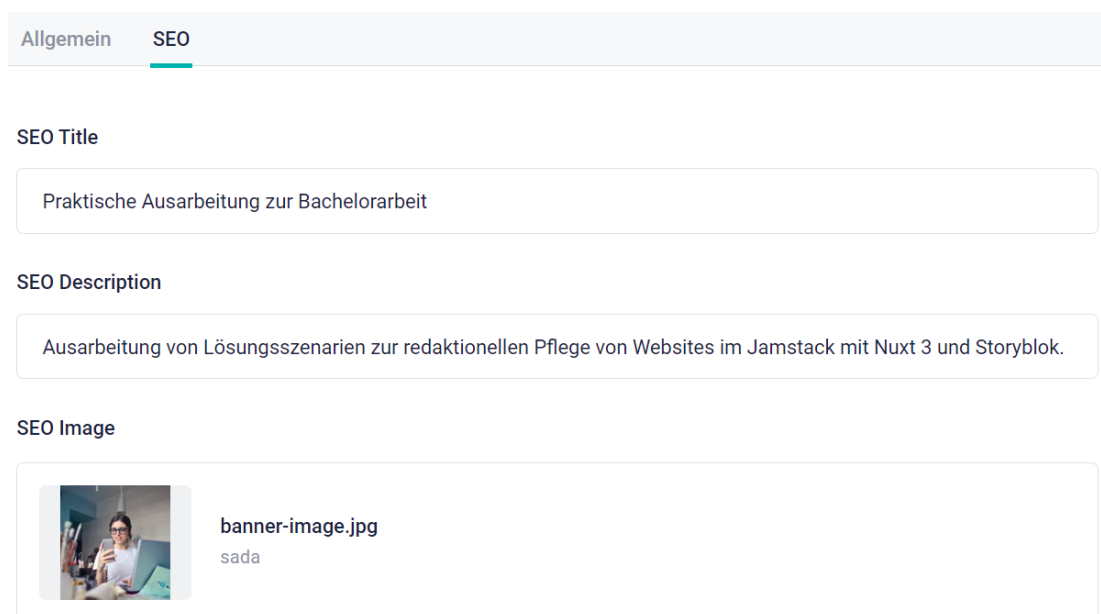 Allgemein SEO
SEO Title
Praktische Ausarbeitung zur Bachelorarbeit
SEO Description
Ausarbeitung von Lösungsszenarien zur redaktionellen Pflege von Websites im Jamstack mit Nuxt 3 und Storyblok.
SEO Image
banner-image.jpg
sada